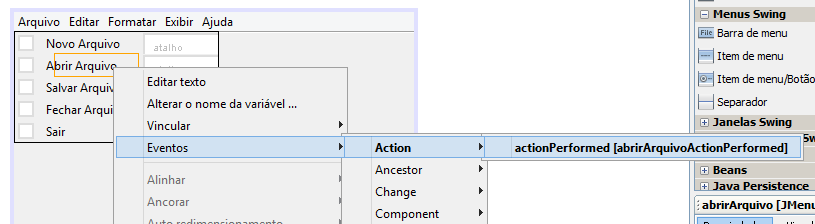 Arquivo Editar Formatar Exibir Ajuda
Novo Arquivo atalho
Abrir Arquivo
Salvar Arqui
Fechar Arqui
Sair
Editar texto
Alterar o nome da variável ...
Vincular
Eventos
Alinhar
Ancorar
Auto redimensionamento
Action
Ancestor
Change
Component
actionPerformed [abrirArquivoActionPerformed]
Menus Swing
File Barra de menu
Item de menu
Item de menu/Botão
Separador
Janelas Swing
Beans
Java Persistence
abrirArquivo [JMenu